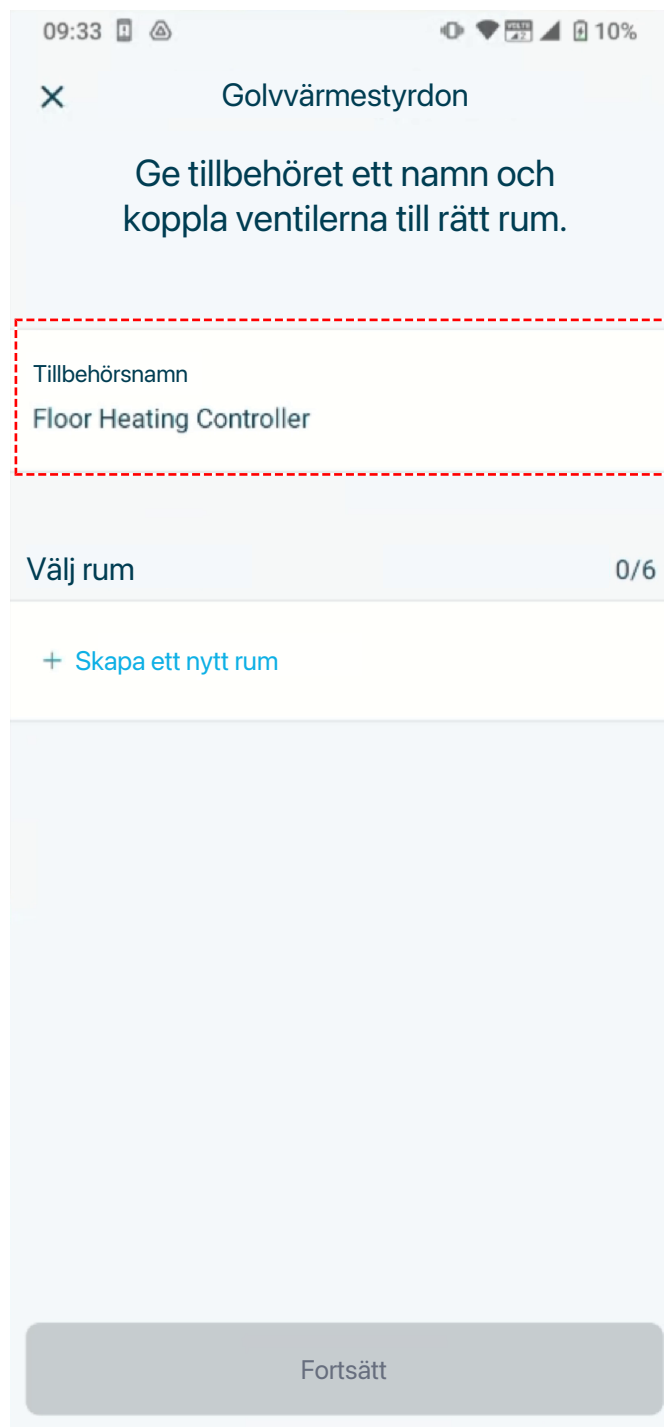 09:33
10%
Golvvärmestyrdon
Ge tillbehöret ett namn och
koppla ventilerna till rätt rum.
Tillbehörsnamn
Floor Heating Controller
Välj rum 0/6
+ Skapa ett nytt rum
Fortsätt